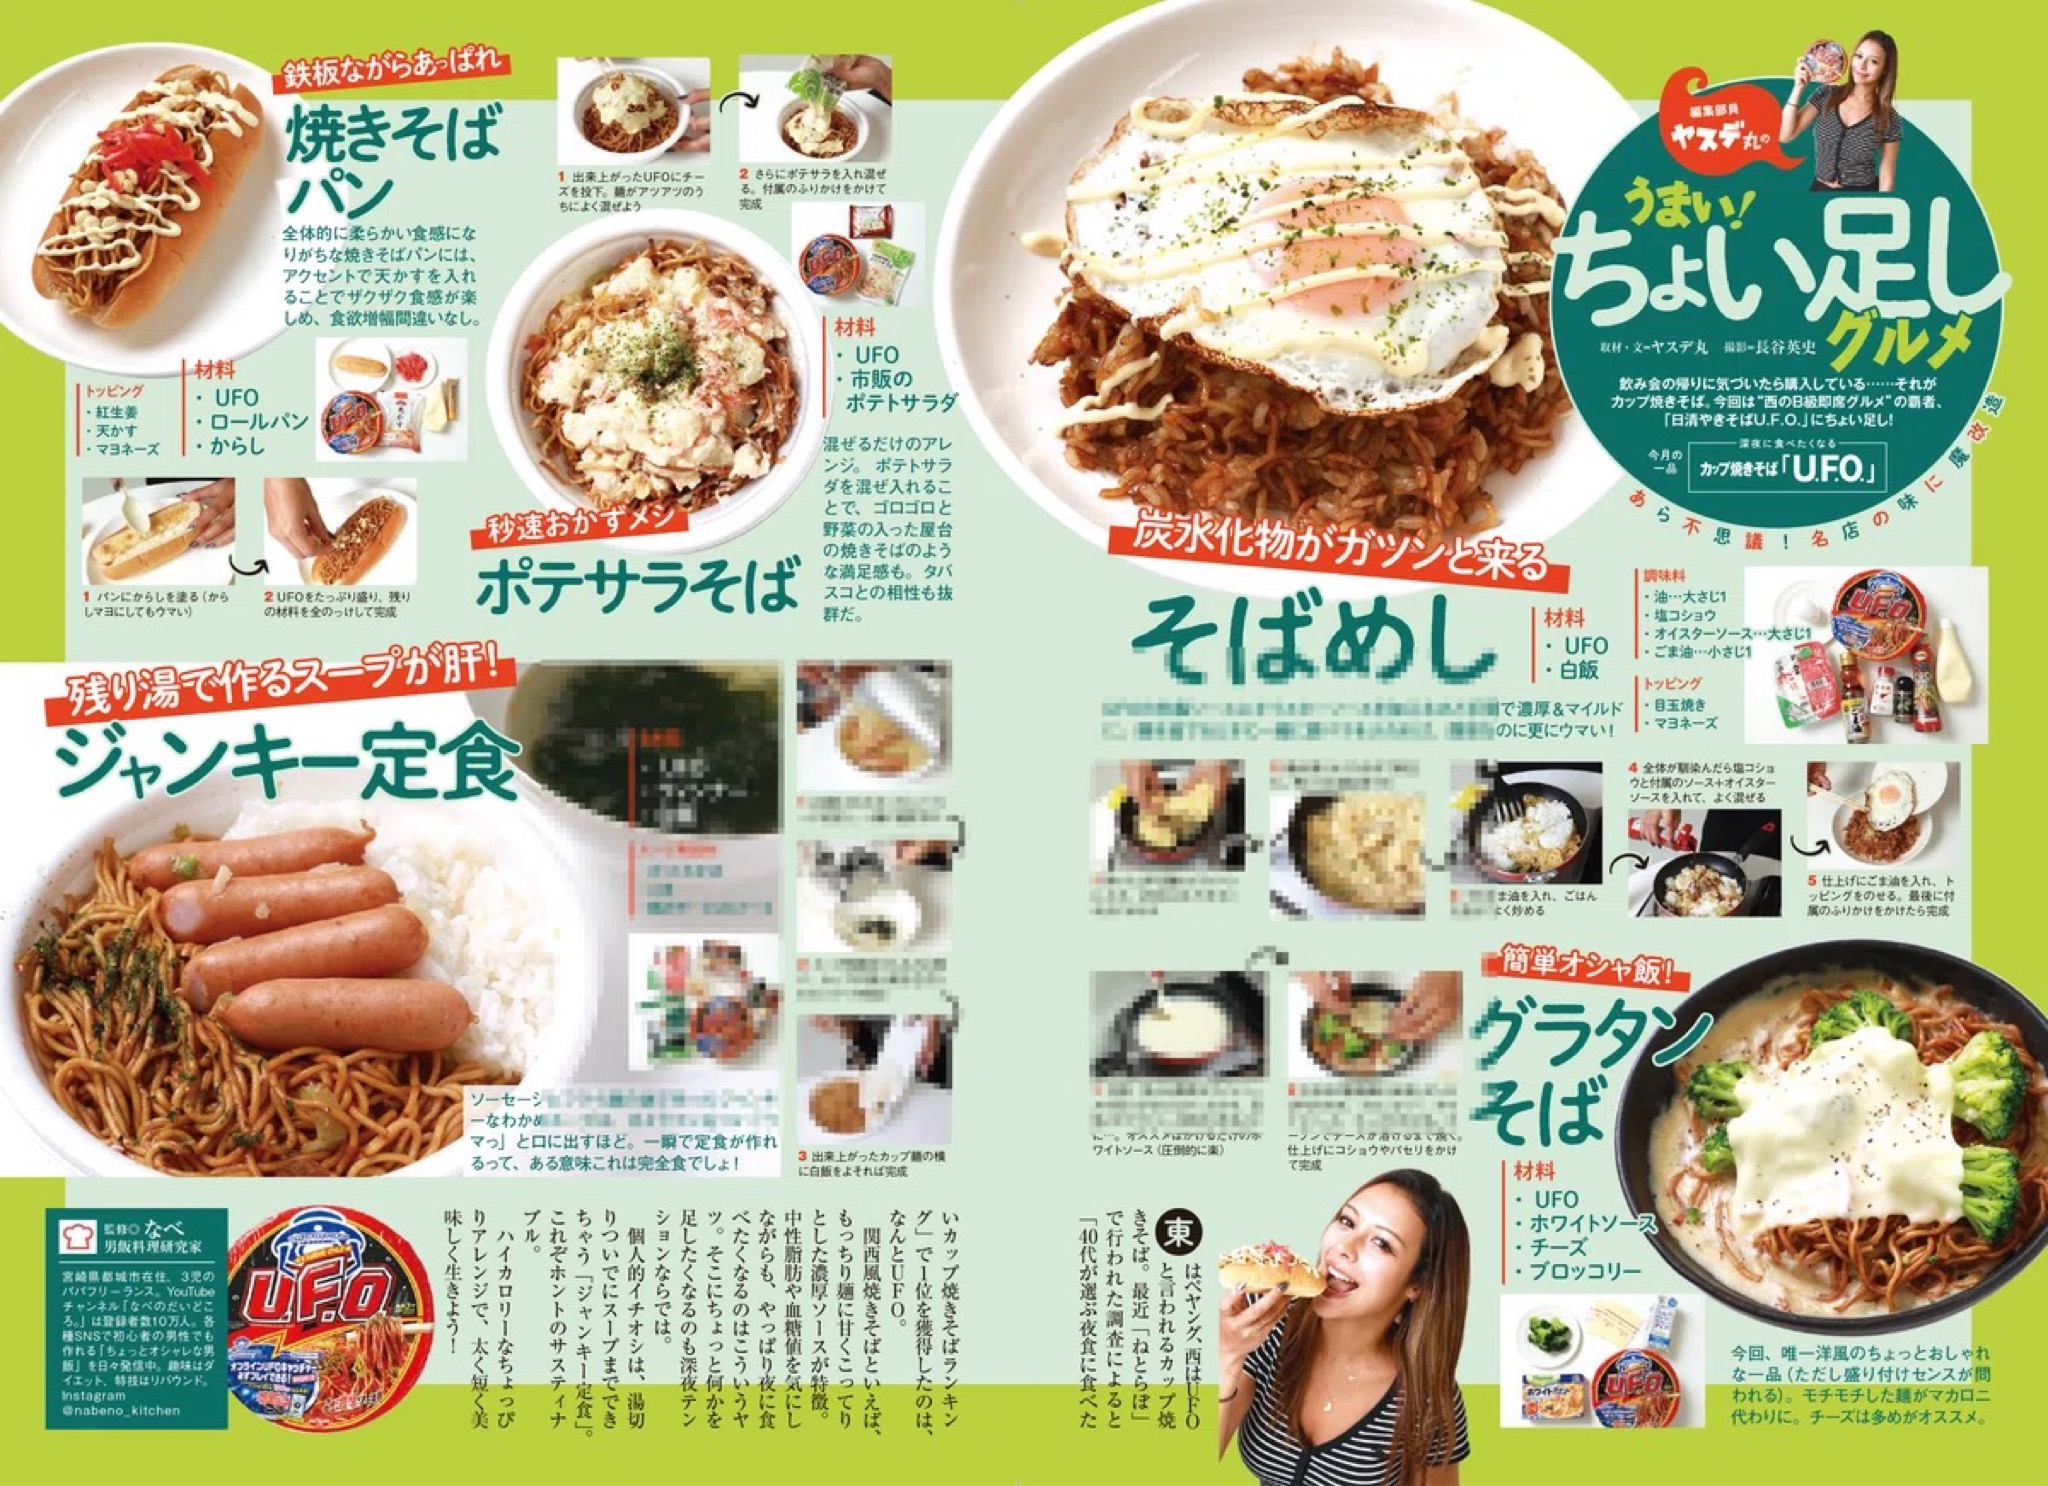 編集部員
ヤスデ丸の
うまい!
ちょい足し
グルメ
取材・文=ヤスデ丸 撮影=長谷英史
飲み会の帰りに気づいたら購入している……それが
カップ焼きそば。今回は“西のB級即席グルメ”の覇者、
「日清やきそばU.F.O.」にちょい足し!
今月の
一品
深夜に食べたくなる
カップ焼きそば「U.F.O.」
あら不思議!名店の味に魔改造
炭水化物がガツンと来る
そばめし
材料
・UFO
・白飯
調味料
・油…大さじ1
・塩コショウ
・オイスターソース…大さじ1
・ごま油…小さじ1
トッピング
・目玉焼き
・マヨネーズ
で濃厚&マイルド
のに更にウマい!
ま油を入れ、ごはん
よく炒める
4 全体が馴染んだら塩コショ
ウと付属のソース+オイスター
ソースを入れて、よく混ぜる
5 仕上げにごま油を入れ、ト
ッピングをのせる。最後に付
属のふりかけをかけたら完成
簡単オシャ飯!
グラタン
そば
材料
・UFO
・ホワイトソース
・チーズ
・ブロッコリー
ワイトソース(圧倒的に楽)
仕上げにコショウやパセリをかけ
て完成
今回、唯一洋風のちょっとおしゃれ
な一品(ただし盛り付けセンスが問
われる)。モチモチした麺がマカロニ
代わりに。チーズは多めがオススメ。
鉄板ながらあっぱれ
焼きそば
パン
全体的に柔らかい食感にな
りがちな焼きそばパンには、
アクセントで天かすを入れ
ることでザクザク食感が楽
しめ、食欲増幅間違いなし。
材料
・UFO
・ロールパン
・からし
トッピング
・紅生姜
・天かす
・マヨネーズ
1 パンにからしを塗る(から
しマヨにしてもウマい)
2 UFOをたっぷり盛り、残り
の材料を全のっけして完成
1 出来上がったUFOにチー
ズを投下。麺がアツアツのう
ちによく混ぜよう
2 さらにポテサラを入れ混ぜ
る。付属のふりかけをかけて
完成
秒速おかずメシ
ポテサラそば
材料
・UFO
・市販の
ポテトサラダ
混ぜるだけのアレ
ンジ。ポテトサラ
ダを混ぜ入れるこ
とで、ゴロゴロと
野菜の入った屋台
の焼きそばのよう
な満足感も。タバ
スコとの相性も抜
群だ。
残り湯で作るスープが肝!
ジャンキー定食
ソーセージ
ーなわかめ
マっ」と口に出すほど。一瞬で定食が作れ
るって、ある意味これは完全食でしょ!
3 出来上がったカップ麺の横
に白飯をよそれば完成
東はペヤング、西はUFO
と言われるカップ焼
きそば。最近「ねとらぼ」
で行われた調査によると
「40代が選ぶ夜食に食べた
いカップ焼きそばランキン
グ」で1位を獲得したのは、
なんとUFO。
関西風焼きそばといえば、
もっちり麺に甘くこってり
とした濃厚ソースが特徴。
中性脂肪や血糖値を気にし
ながらも、やっぱり夜に食
べたくなるのはこういうヤ
ツ。そこにちょっと何かを
足したくなるのも深夜テン
ションならでは。
個人的イチオシは、湯切
りついでにスープまででき
ちゃう「ジャンキー定食」。
これぞホントのサスティナ
ブル。
ハイカロリーなちょっぴ
りアレンジで、太く短く美
味しく生きよう!
監修◎なべ
男飯料理研究家
宮崎県都城市在住、3児の
パパフリーランス。YouTube
チャンネル「なべのだいどこ
ろ。」は登録者数10万人。各
種SNSで初心者の男性でも
作れる「ちょっとオシャレな男
飯」を日々発信中。趣味はダ
イエット、特技はリバウンド。
Instagram
@nabeno_kitchen
U.F.O.